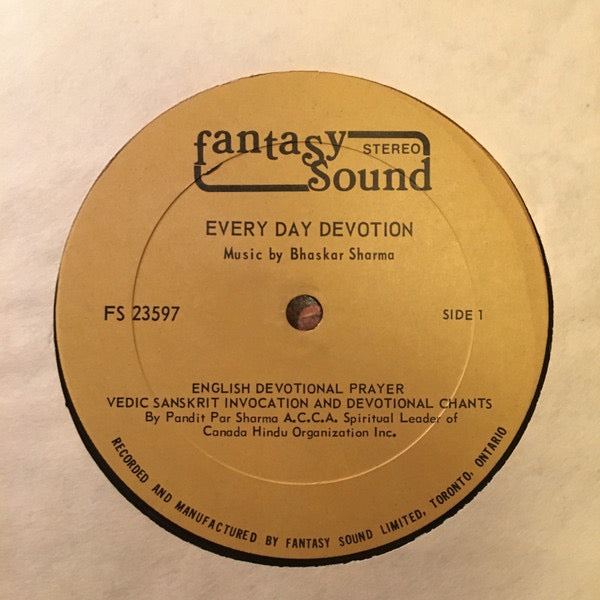 fantasy
STEREO
Sound
EVERY DAY DEVOTION
Music by Bhaskar Sharma
FS 23597
SIDE 1
ENGLISH DEVOTIONAL PRAYER
VEDIC SANSKRIT INVOCATION AND DEVOTIONAL CHANTS
By Pandit Par Sharma A.C.C.A. Spiritual Leader of
Canada Hindu Organization Inc.
RECORDED AND MANUFACTURED BY FANTASY SOUND LIMITED, TORONTO, ONTARIO